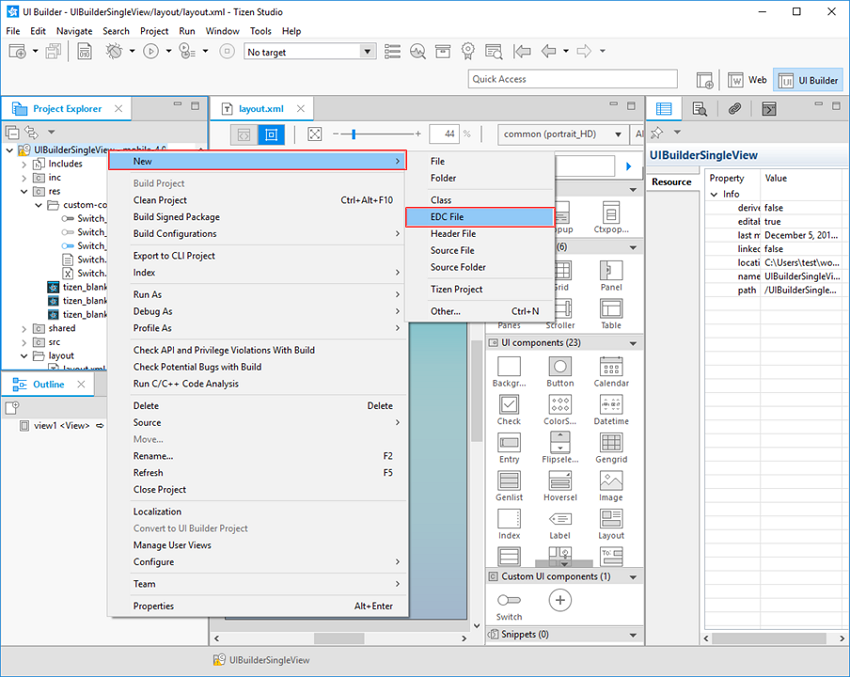 UI Builder - UIBuilderSingleView/layout/layout.xml - Tizen Studio
File Edit Navigate Search Project Run Window Tools Help
No target
Quick Access
Web
UI Builder
Project Explorer
UIBuilderSingleView - mobile-4.0
Includes
inc
res
custom-co
Switch_
Switch_
Switch_
Switch.
Switch.
tizen_blank
tizen_blank
tizen_blank
shared
src
layout
layout.xml
Outline
view1 <View>
New
Build Project
Clean Project Ctrl+Alt+F10
Build Signed Package
Build Configurations
Export to CLI Project
Index
Run As
Debug As
Profile As
Check API and Privilege Violations With Build
Check Potential Bugs with Build
Run C/C++ Code Analysis
Delete Delete
Source
Move...
Rename... F2
Refresh F5
Close Project
Localization
Convert to UI Builder Project
Manage User Views
Configure
Team
Properties Alt+Enter
File
Folder
Class
EDC File
Header File
Source File
Source Folder
Tizen Project
Other... Ctrl+N
layout.xml
44 %
common (portrait_HD)
Al
pup Ctxpop...
(6)
Grid Panel
Panes Scroller Table
UI components (23)
Backgr... Button Calendar
Check ColorS... Datetime
Entry Flipsele... Gengrid
Genlist Hoversel Image
Index Label Layout
Custom UI components (1)
Switch
Snippets (0)
UIBuilderSingleView
Resource
Property Value
Info
derive false
editab true
last m December 5, 201...
linked false
locati C:\Users\test\wo...
name UIBuilderSingleVi...
path /UIBuilderSingle...
UIBuilderSingleView